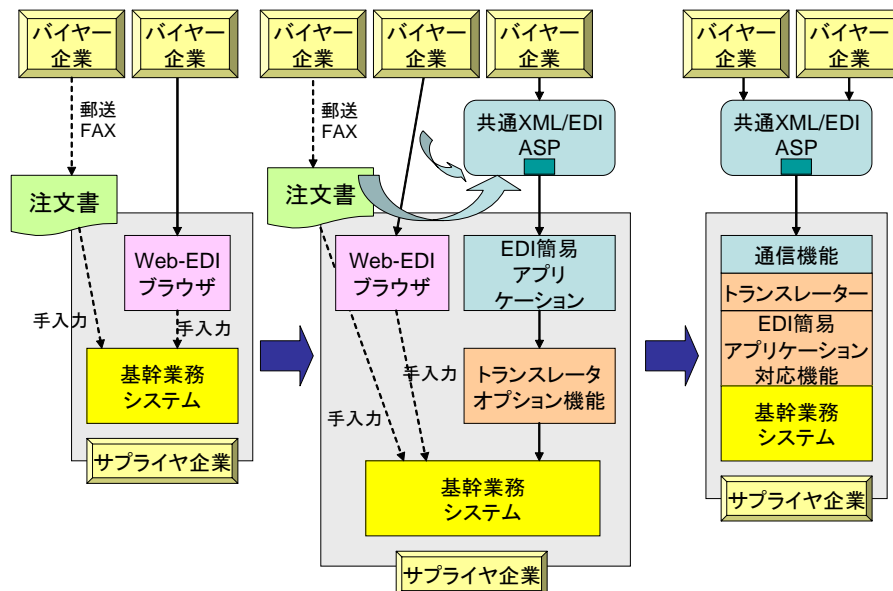 バイヤー
企業
バイヤー
企業
郵送
FAX
注文書
Web-EDI
ブラウザ
手入力
手入力
基幹業務
システム
サプライヤ企業
バイヤー
企業
バイヤー
企業
バイヤー
企業
郵送
FAX
共通XML/EDI
ASP
注文書
Web-EDI
ブラウザ
EDI簡易
アプリ
ケーション
手入力
手入力
トランスレータ
オプション機能
基幹業務
システム
サプライヤ企業
バイヤー
企業
バイヤー
企業
共通XML/EDI
ASP
通信機能
トランスレーター
EDI簡易
アプリケーション
対応機能
基幹業務
システム
サプライヤ企業